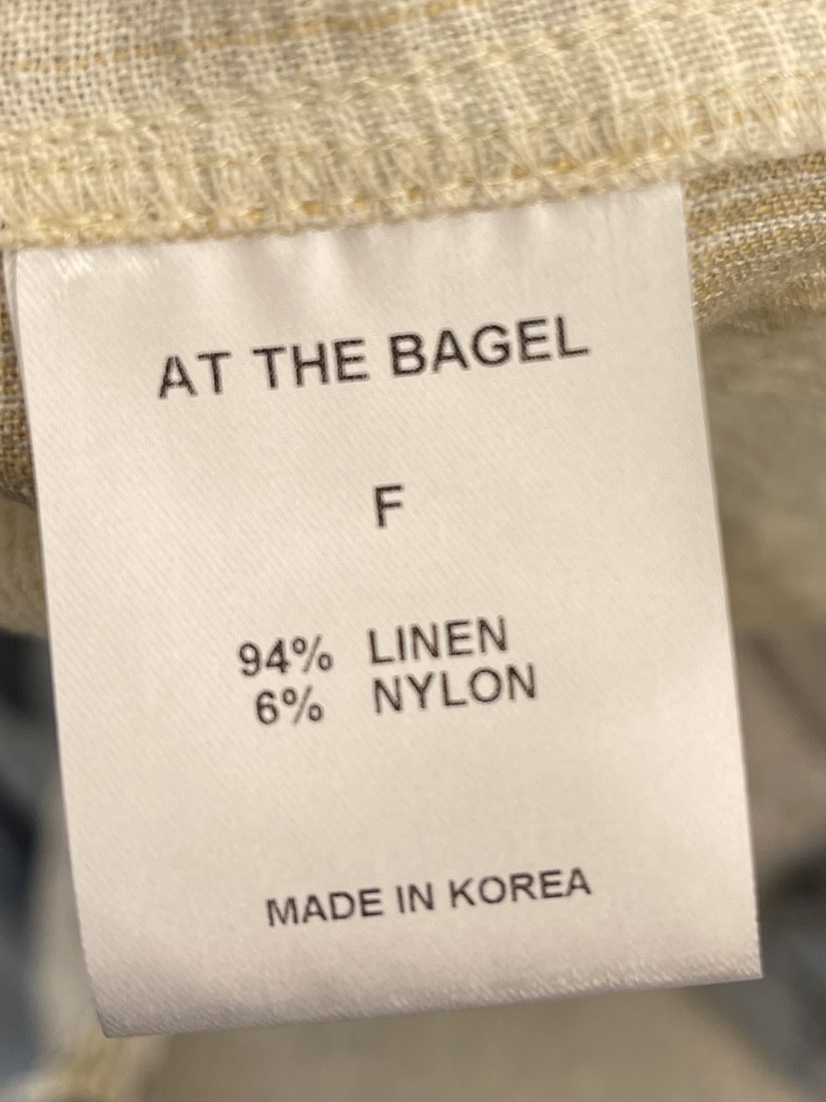 AT THE BAGEL
F
94% LINEN
6% NYLON
MADE IN KOREA